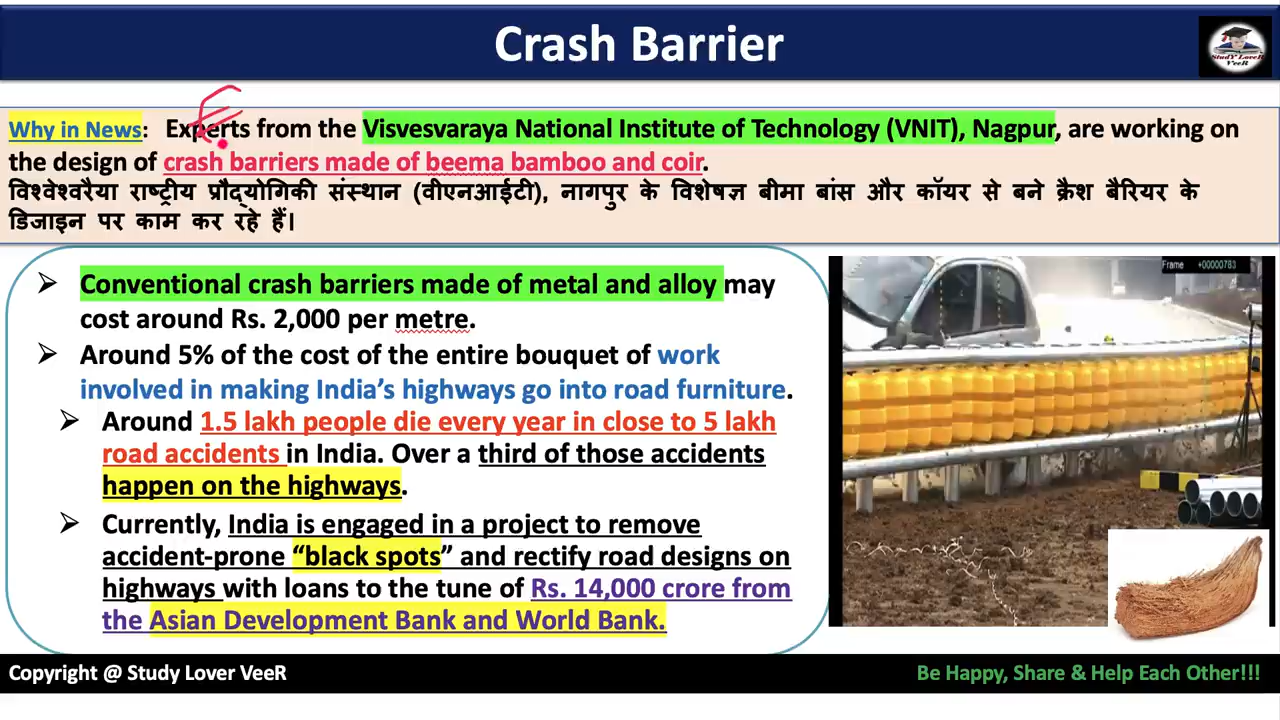 Crash Barrier
StudY LoveR
VeeR
Why in News: Experts from the Visvesvaraya National Institute of Technology (VNIT), Nagpur, are working on
the design of crash barriers made of beema bamboo and coir.
विश्वेश्वरैया राष्ट्रीय प्रौद्योगिकी संस्थान (वीएनआईटी), नागपुर के विशेषज्ञ बीमा बांस और कॉयर से बने क्रैश बैरियर के
डिजाइन पर काम कर रहे हैं।
Conventional crash barriers made of metal and alloy may
cost around Rs. 2,000 per metre.
Around 5% of the cost of the entire bouquet of work
involved in making India’s highways go into road furniture.
Around 1.5 lakh people die every year in close to 5 lakh
road accidents in India. Over a third of those accidents
happen on the highways.
Currently, India is engaged in a project to remove
accident-prone “black spots” and rectify road designs on
highways with loans to the tune of Rs. 14,000 crore from
the Asian Development Bank and World Bank.
Frame +00000783
Copyright @ Study Lover VeeR
Be Happy, Share & Help Each Other!!!